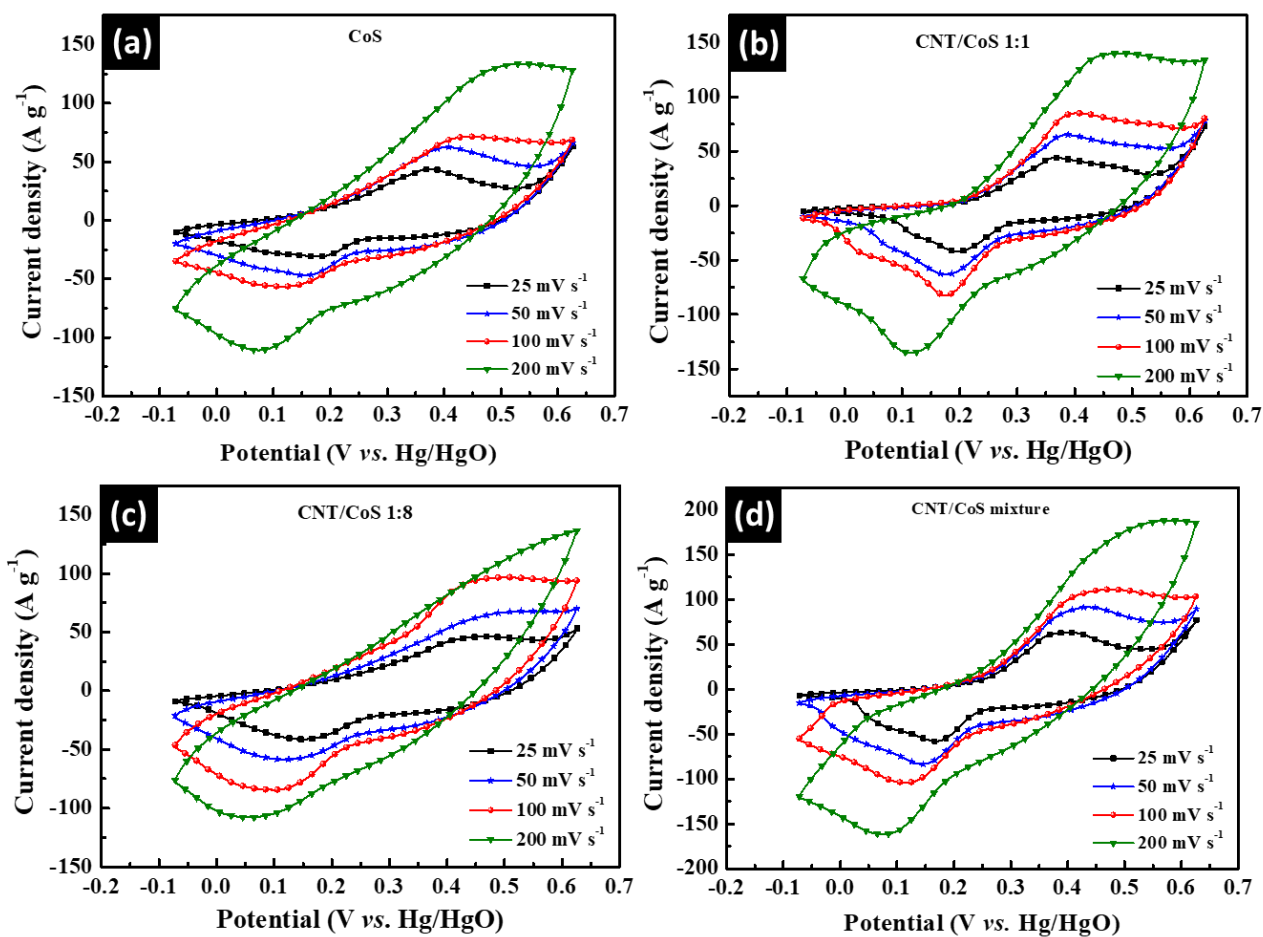 (a)
CoS
150
100
50
0
-50
-100
-150
Current density (A g⁻¹)
25 mV s⁻¹
50 mV s⁻¹
100 mV s⁻¹
200 mV s⁻¹
-0.2 -0.1 0.0 0.1 0.2 0.3 0.4 0.5 0.6 0.7
Potential (V vs. Hg/HgO)
(b)
CNT/CoS 1:1
150
100
50
0
-50
-100
-150
Current density (A g⁻¹)
25 mV s⁻¹
50 mV s⁻¹
100 mV s⁻¹
200 mV s⁻¹
-0.2 -0.1 0.0 0.1 0.2 0.3 0.4 0.5 0.6 0.7
Potential (V vs. Hg/HgO)
(c)
CNT/CoS 1:8
150
100
50
0
-50
-100
-150
Current density (A g⁻¹)
25 mV s⁻¹
50 mV s⁻¹
100 mV s⁻¹
200 mV s⁻¹
-0.2 -0.1 0.0 0.1 0.2 0.3 0.4 0.5 0.6 0.7
Potential (V vs. Hg/HgO)
(d)
CNT/CoS mixture
200
150
100
50
0
-50
-100
-150
-200
Current density (A g⁻¹)
25 mV s⁻¹
50 mV s⁻¹
100 mV s⁻¹
200 mV s⁻¹
-0.2 -0.1 0.0 0.1 0.2 0.3 0.4 0.5 0.6 0.7
Potential (V vs. Hg/HgO)